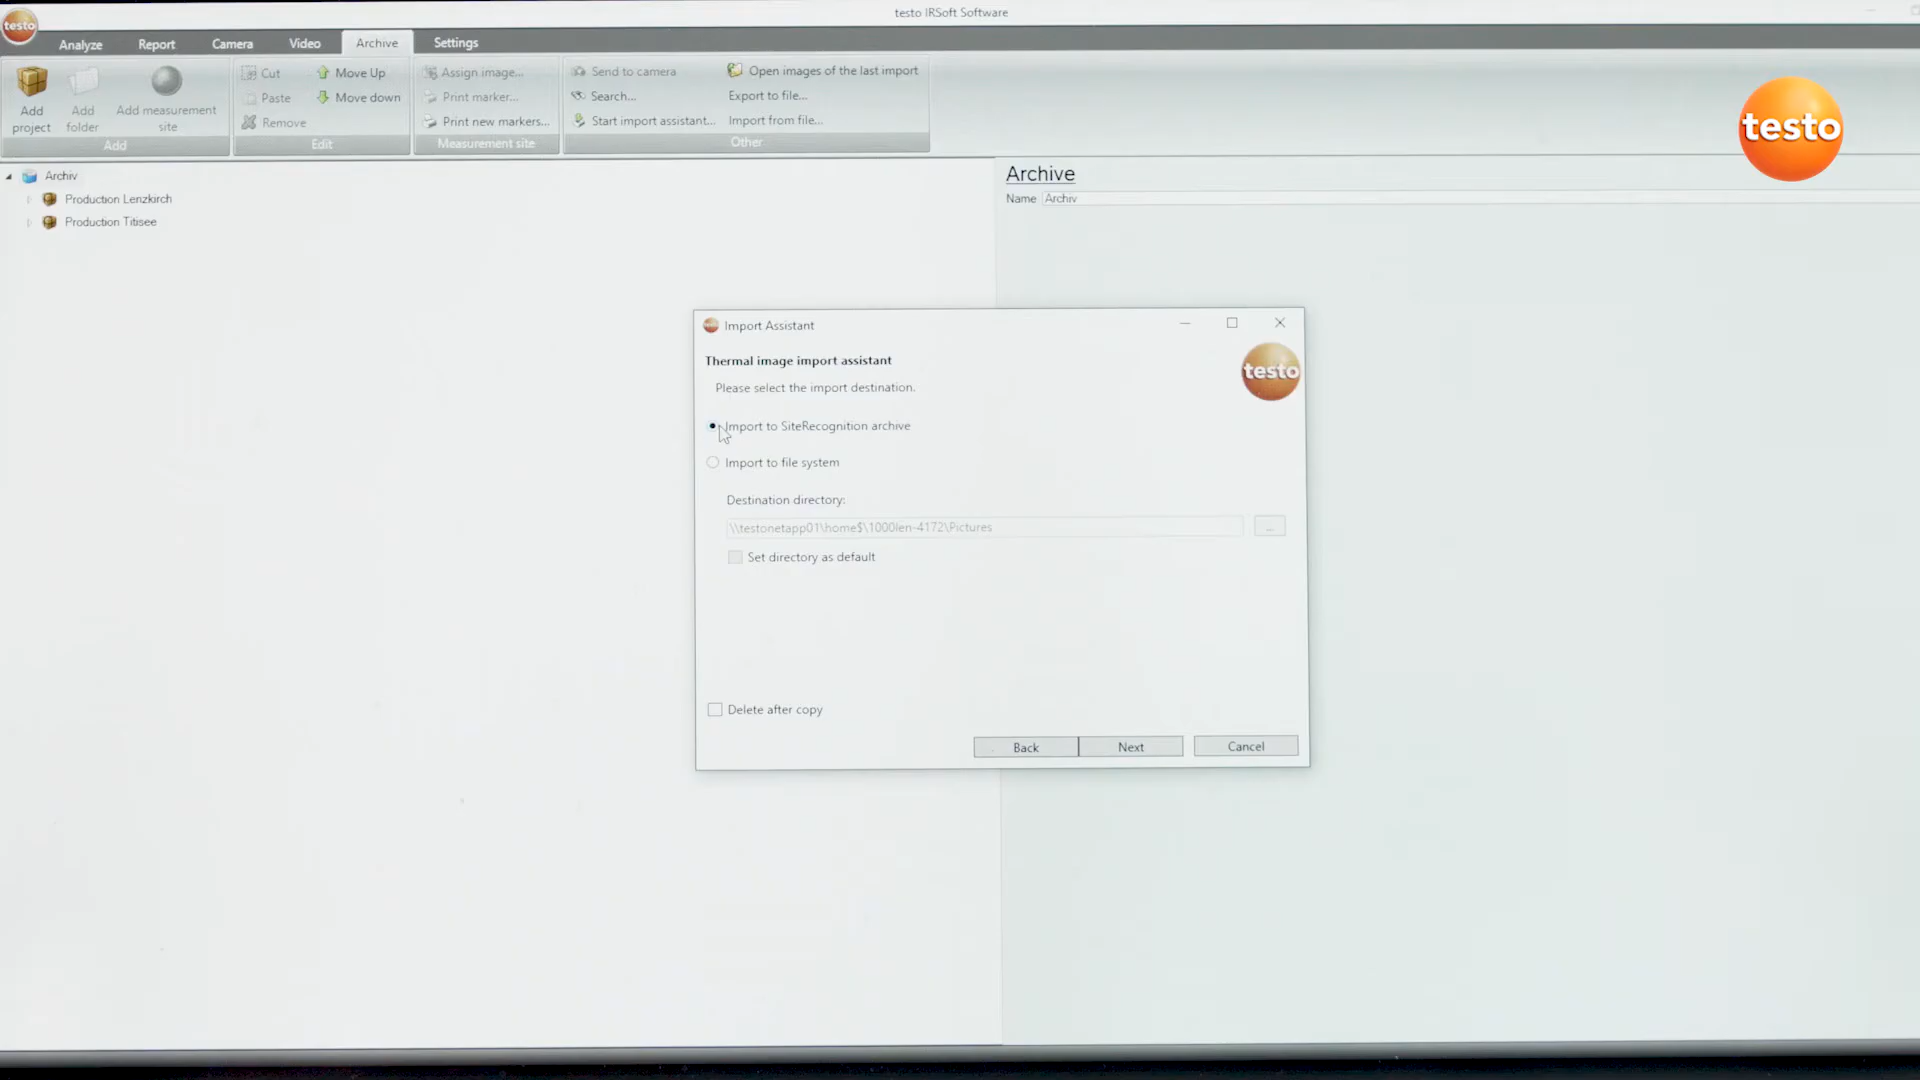 testo IRSoft Software
testo
Analyze Report Camera Video Archive Settings
Add project
Add folder
Add measurement site
Add
Cut
Paste
Remove
Move Up
Move down
Edit
Assign image...
Print marker...
Print new markers...
Measurement site
Send to camera
Search...
Start import assistant...
Open images of the last import
Export to file...
Import from file...
Other
testo
Archiv
Production Lenzkirch
Production Titisee
Archive
Name Archiv
Import Assistant
Thermal image import assistant
testo
Please select the import destination.
Import to SiteRecognition archive
Import to file system
Destination directory:
\\testonetapp01\home$\1000len-4172\Pictures
...
Set directory as default
Delete after copy
Back Next Cancel